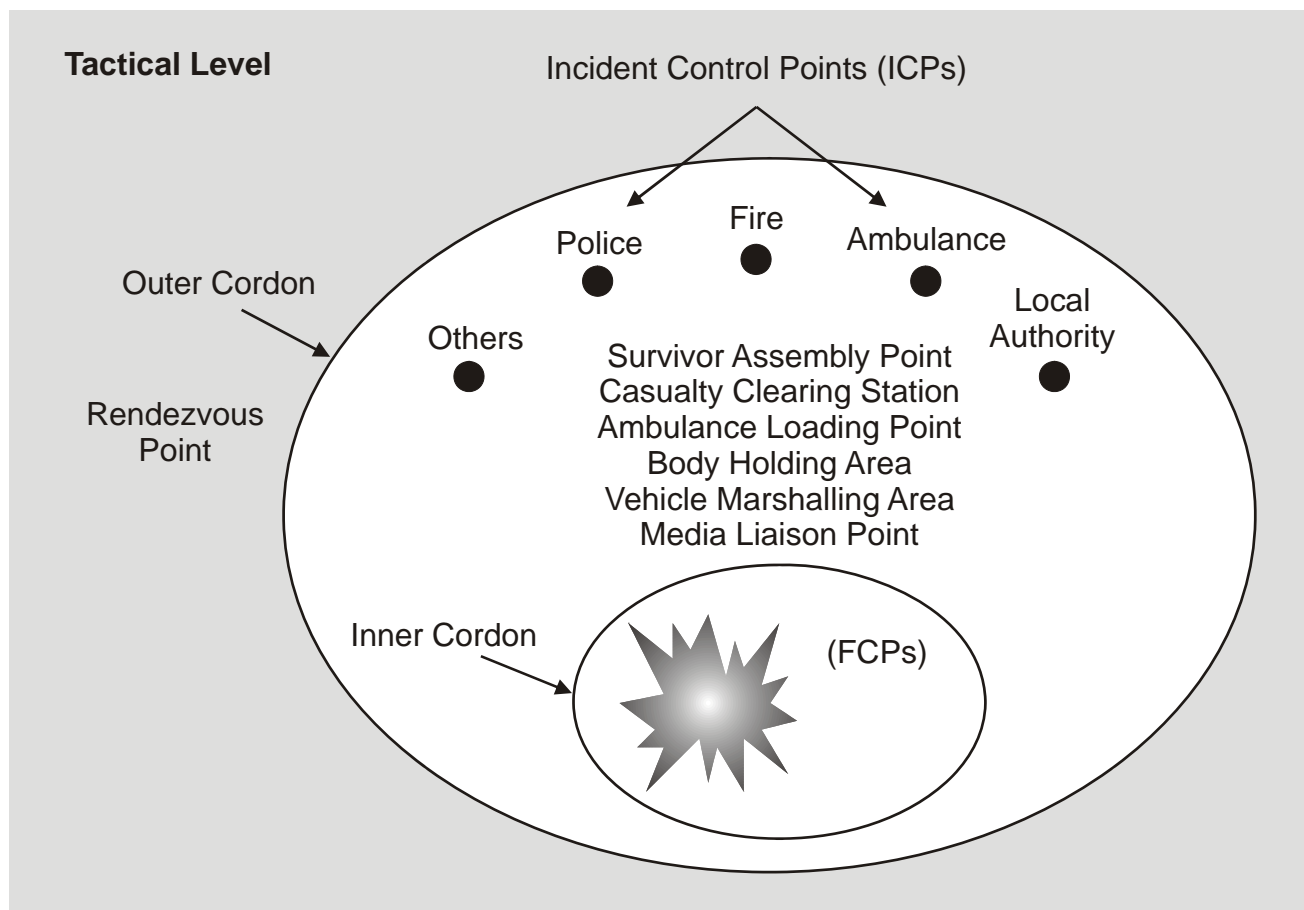 Tactical Level
Incident Control Points (ICPs)
Police
Fire
Ambulance
Outer Cordon
Local
Authority
Others
Survivor Assembly Point
Casualty Clearing Station
Ambulance Loading Point
Body Holding Area
Vehicle Marshalling Area
Media Liaison Point
Rendezvous
Point
Inner Cordon
(FCPs)